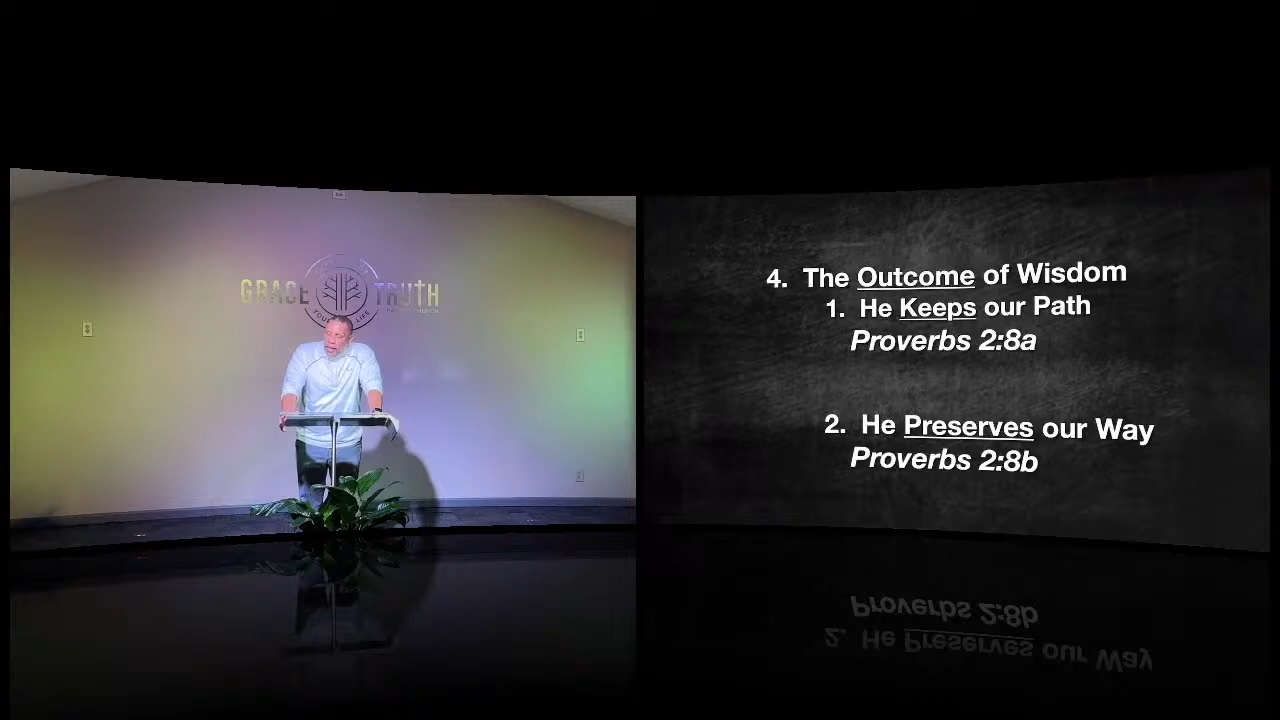 GRACE TRUTH
4. The Outcome of Wisdom
1. He Keeps our Path
Proverbs 2:8a
2. He Preserves our Way
Proverbs 2:8b